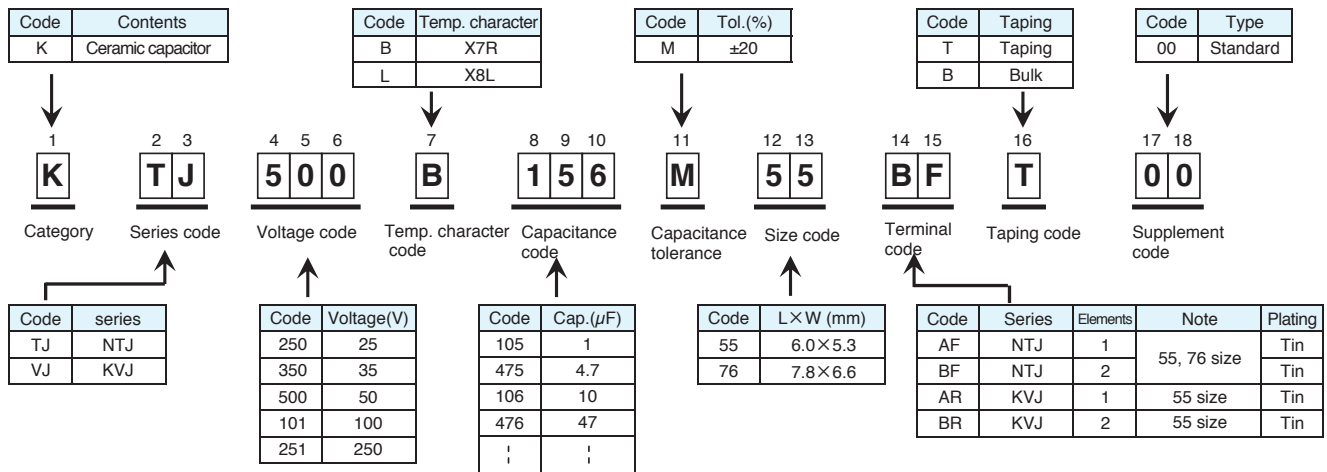 Code Contents
K Ceramic capacitor
Code Temp. character
B X7R
L X8L
Code Tol.(%)
M ±20
Code Taping
T Taping
B Bulk
Code Type
00 Standard
1 2 3 4 5 6 7 8 9 10 11 12 13 14 15 16 17 18
K T J 5 0 0 B 1 5 6 M 5 5 B F T 0 0
Category
Series code
Voltage code
Temp. character
code
Capacitance
code
Capacitance
tolerance
Size code
Terminal
code
Taping code
Supplement
code
Code series
TJ NTJ
VJ KVJ
Code Voltage(V)
250 25
350 35
500 50
101 100
251 250
Code Cap.(µF)
105 1
475 4.7
106 10
476 47
Code L×W (mm)
55 6.0×5.3
76 7.8×6.6
Code Series Elements Note Plating
AF NTJ 1 55, 76 size Tin
BF NTJ 2 Tin
AR KVJ 1 55 size Tin
BR KVJ 2 55 size Tin